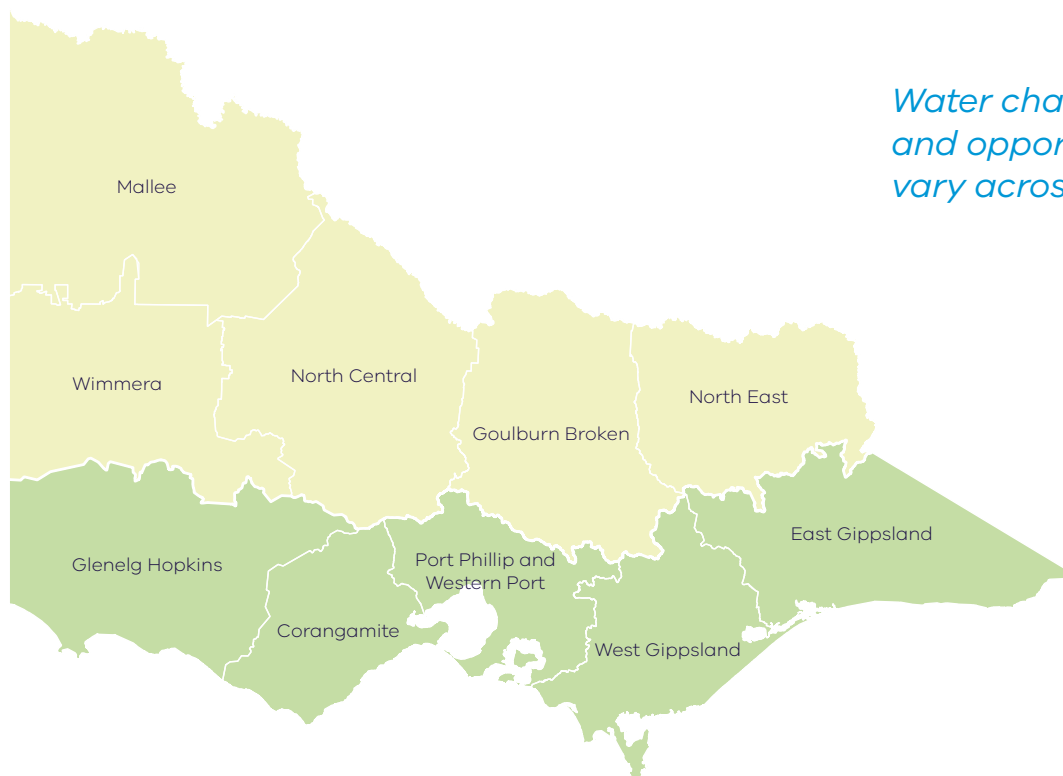 Water cha
and oppor
vary acros
Mallee
Wimmera
North Central
Goulburn Broken
North East
Glenelg Hopkins
Corangamite
Port Phillip and
Western Port
West Gippsland
East Gippsland